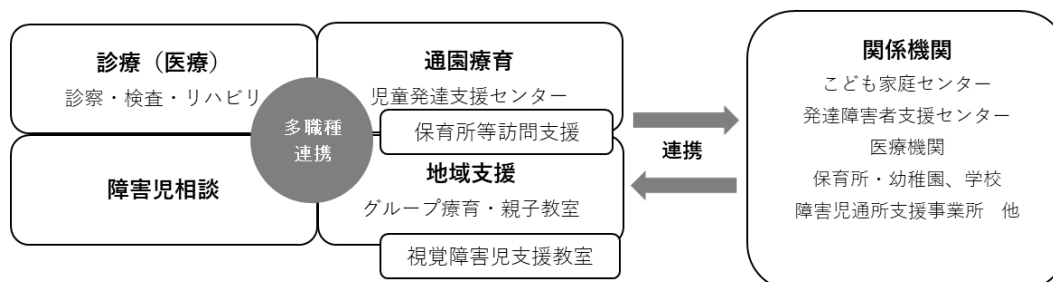 診療（医療）
診察・検査・リハビリ
通園療育
児童発達支援センター
保育所等訪問支援
多職種
連携
障害児相談
地域支援
グループ療育・親子教室
視覚障害児支援教室
連携
関係機関
こども家庭センター
発達障害者支援センター
医療機関
保育所・幼稚園、学校
障害児通所支援事業所　他